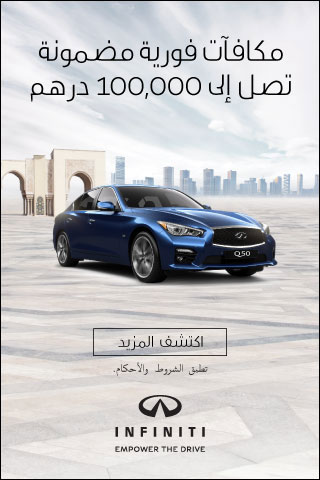 مكافآت فورية مضمونة
تصل إلى 100,000 درهم
Q50
اكتشف المزيد
تطبق الشروط والأحكام.
INFINITI
EMPOWER THE DRIVE